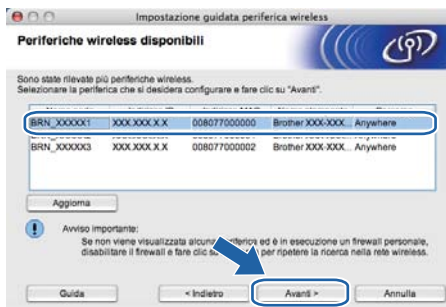 Impostazione guidata periferica wireless
Periferiche wireless disponibili
Sono state rilevate più periferiche wireless.
Selezionare la periferica che si desidera configurare e fare clic su "Avanti".
BRN_XXXXX1 XXX.XXX.X.X 008077000000 Brother XXX-XXX... Anywhere
BRN_XXXXX3 XXX.XXX.X.X 008077000002 Brother XXX-XXX... Anywhere
Aggiorna
Avviso importante:
Se non viene visualizzata alcuna periferica ed è in esecuzione un firewall personale,
disabilitare il firewall e fare clic per ripetere la ricerca nella rete wireless.
Guida < Indietro Avanti > Annulla